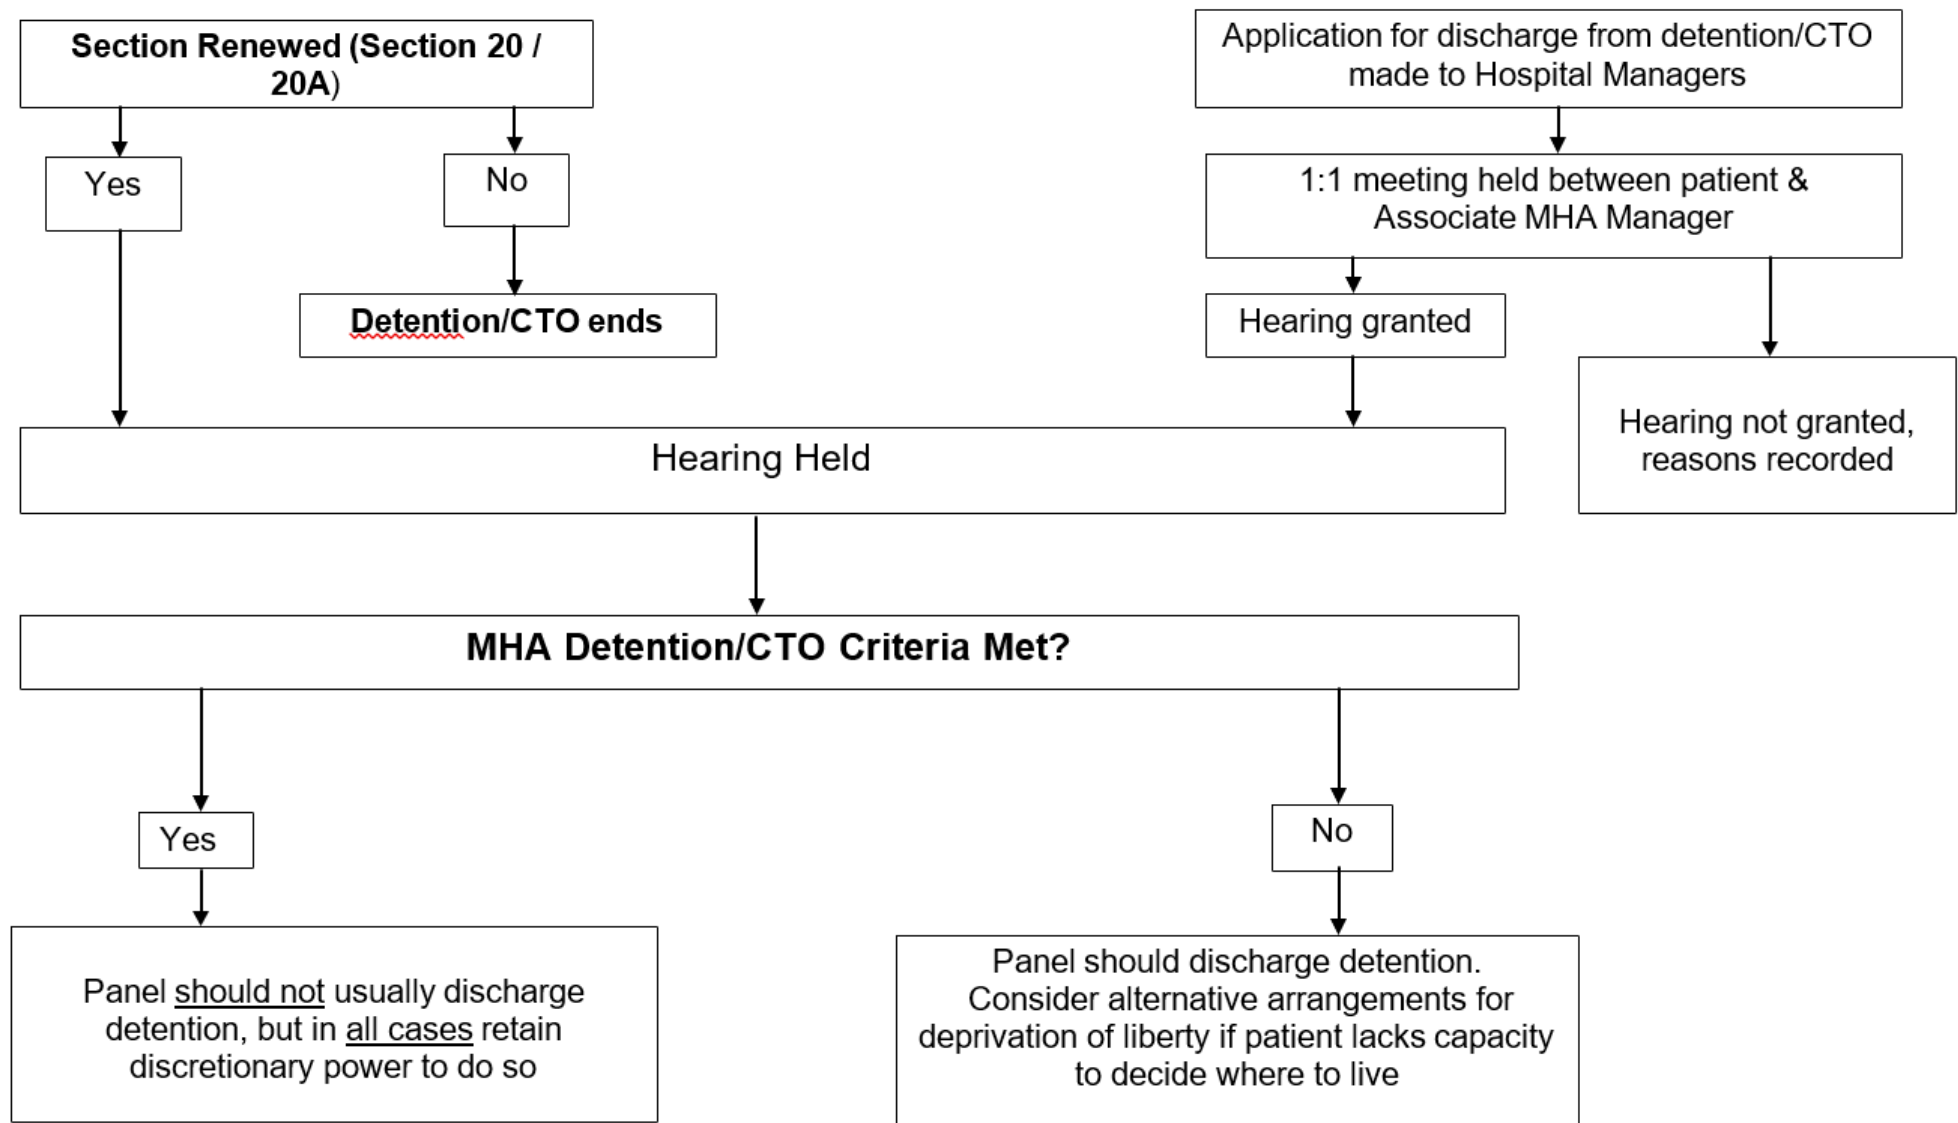 Section Renewed (Section 20 /
20A)
Application for discharge from detention/CTO
made to Hospital Managers
Yes
No
1:1 meeting held between patient &
Associate MHA Manager
Detention/CTO ends
Hearing granted
Hearing not granted,
reasons recorded
Hearing Held
MHA Detention/CTO Criteria Met?
Yes
No
Panel should not usually discharge
detention, but in all cases retain
discretionary power to do so
Panel should discharge detention.
Consider alternative arrangements for
deprivation of liberty if patient lacks capacity
to decide where to live